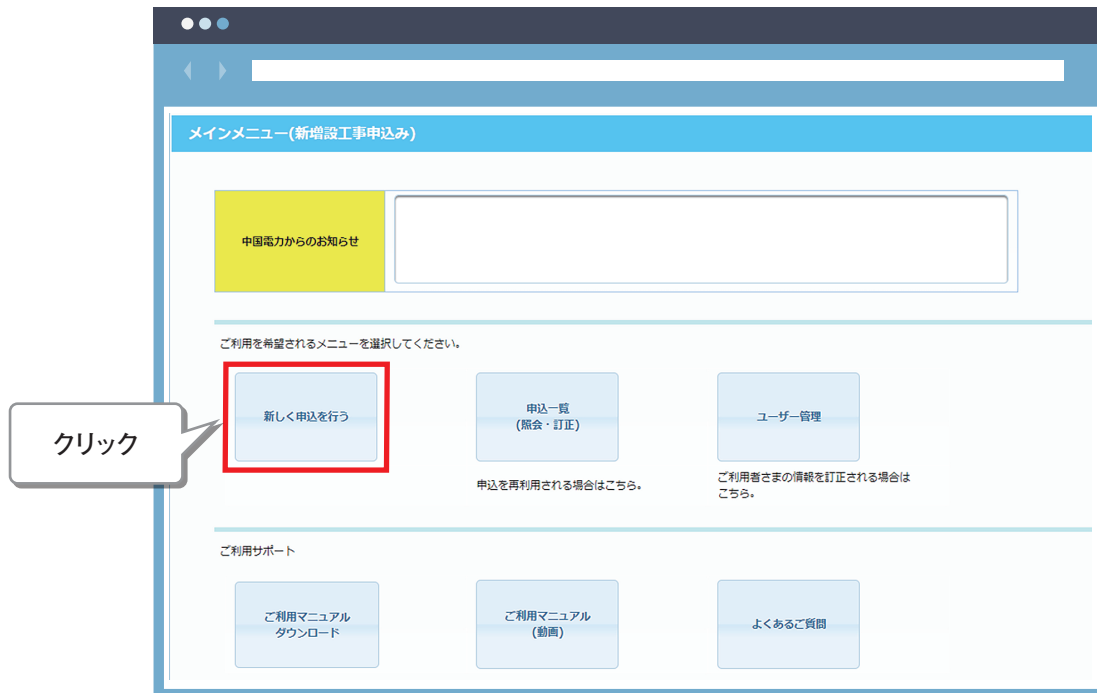 メインメニュー(新増設工事申込み)
中国電力からのお知らせ
ご利用を希望されるメニューを選択してください。
新しく申込を行う
クリック
申込一覧
(照会・訂正)
申込を再利用される場合はこちら。
ユーザー管理
ご利用者さまの情報を訂正される場合は
こちら。
ご利用サポート
ご利用マニュアル
ダウンロード
ご利用マニュアル
(動画)
よくあるご質問